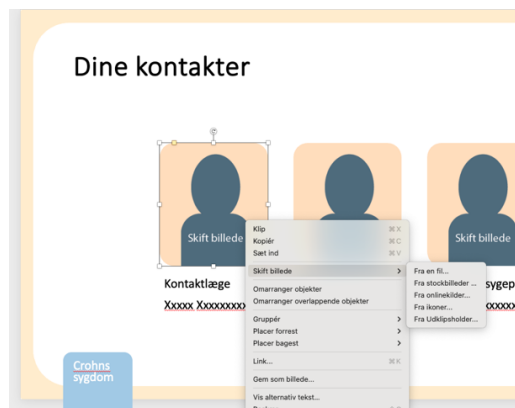 Dine kontakter
Skift billede
Skift billede
Kontaktlæge
Xxxxx Xxxxxxxx
Klip ⌘X
Kopiér ⌘C
Sæt ind ⌘V
Skift billede >
Omarranger objekter
Omarranger overlappende objekter
Gruppér >
Placer forrest >
Placer bagest >
Link... ⌘K
Gem som billede...
Vis alternativ tekst...
Fra en fil...
Fra stockbilleder ...
Fra onlinekilder...
Fra ikoner...
Fra Udklipsholder...
sygep
xxxxx
Crohns
sygdom